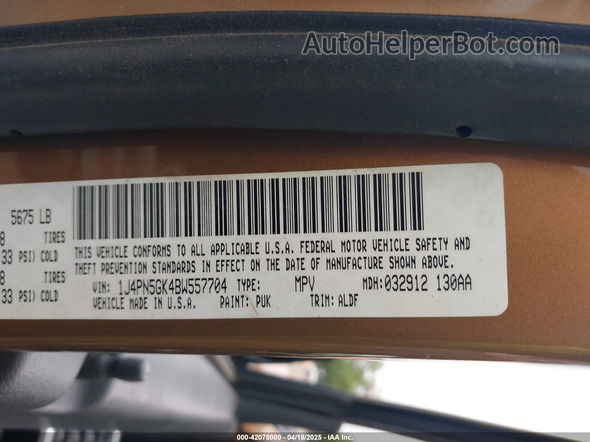 AutoHelperBot.com
5675 LB
8 TIRES
33 PSI) COLD
8 TIRES
33 PSI) COLD
THIS VEHICLE CONFORMS TO ALL APPLICABLE U.S.A. FEDERAL MOTOR VEHICLE SAFETY AND
THEFT PREVENTION STANDARDS IN EFFECT ON THE DATE OF MANUFACTURE SHOWN ABOVE.
VIN: 1J4PN5GK4BW557704 TYPE: MPV MDH: 032912 130AA
VEHICLE MADE IN: U.S.A. PAINT: PUK TRIM: ALDF
000-42078000 - 04/18/2025 - IAA Inc.